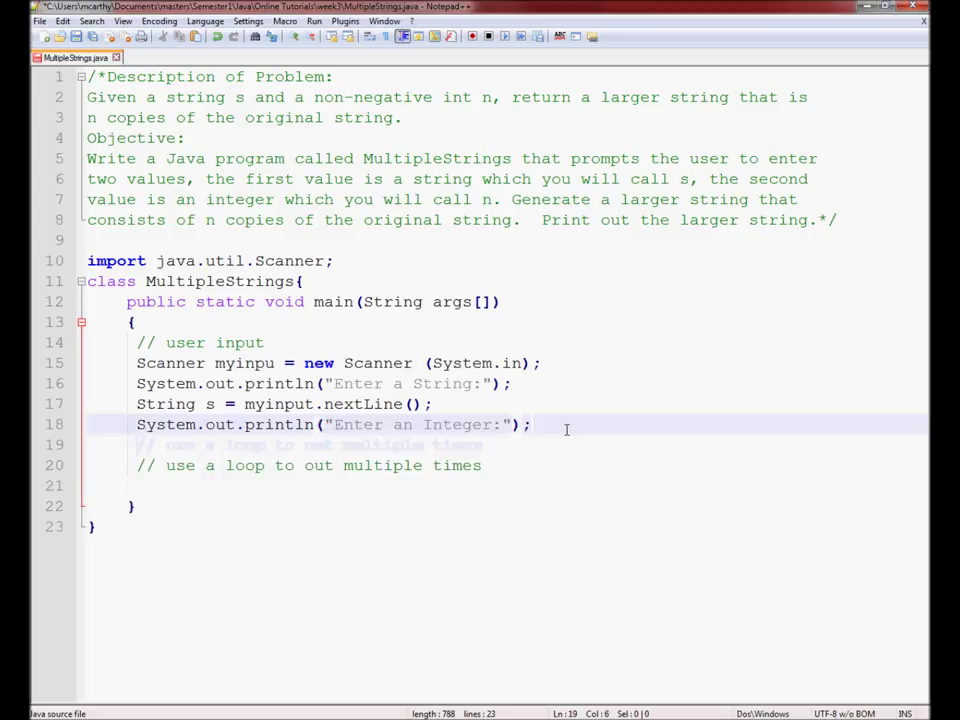 *C:\Users\mcarthy\Documents\masters\Semester1\Java\Online Tutorials\week3\MultipleStrings.java - Notepad++
File Edit Search View Encoding Language Settings Macro Run Plugins Window ?
X
MultipleStrings.java
1 /*Description of Problem:
2 Given a string s and a non-negative int n, return a larger string that is
3 n copies of the original string.
4 Objective:
5 Write a Java program called MultipleStrings that prompts the user to enter
6 two values, the first value is a string which you will call s, the second
7 value is an integer which you will call n. Generate a larger string that
8 consists of n copies of the original string.  Print out the larger string.*/
9
10 import java.util.Scanner;
11 class MultipleStrings{
12 public static void main(String args[])
13 {
14 // user input
15 Scanner myinpu = new Scanner (System.in);
16 System.out.println("Enter a String:");
17 String s = myinput.nextLine();
18 System.out.println("Enter an Integer:");
19 // use a loop to out multiple times
20 // use a loop to out multiple times
21
22 }
23 }
Java source file length : 788 lines : 23 Ln : 19 Col : 6 Sel : 0 | 0 Dos\Windows UTF-8 w/o BOM INS